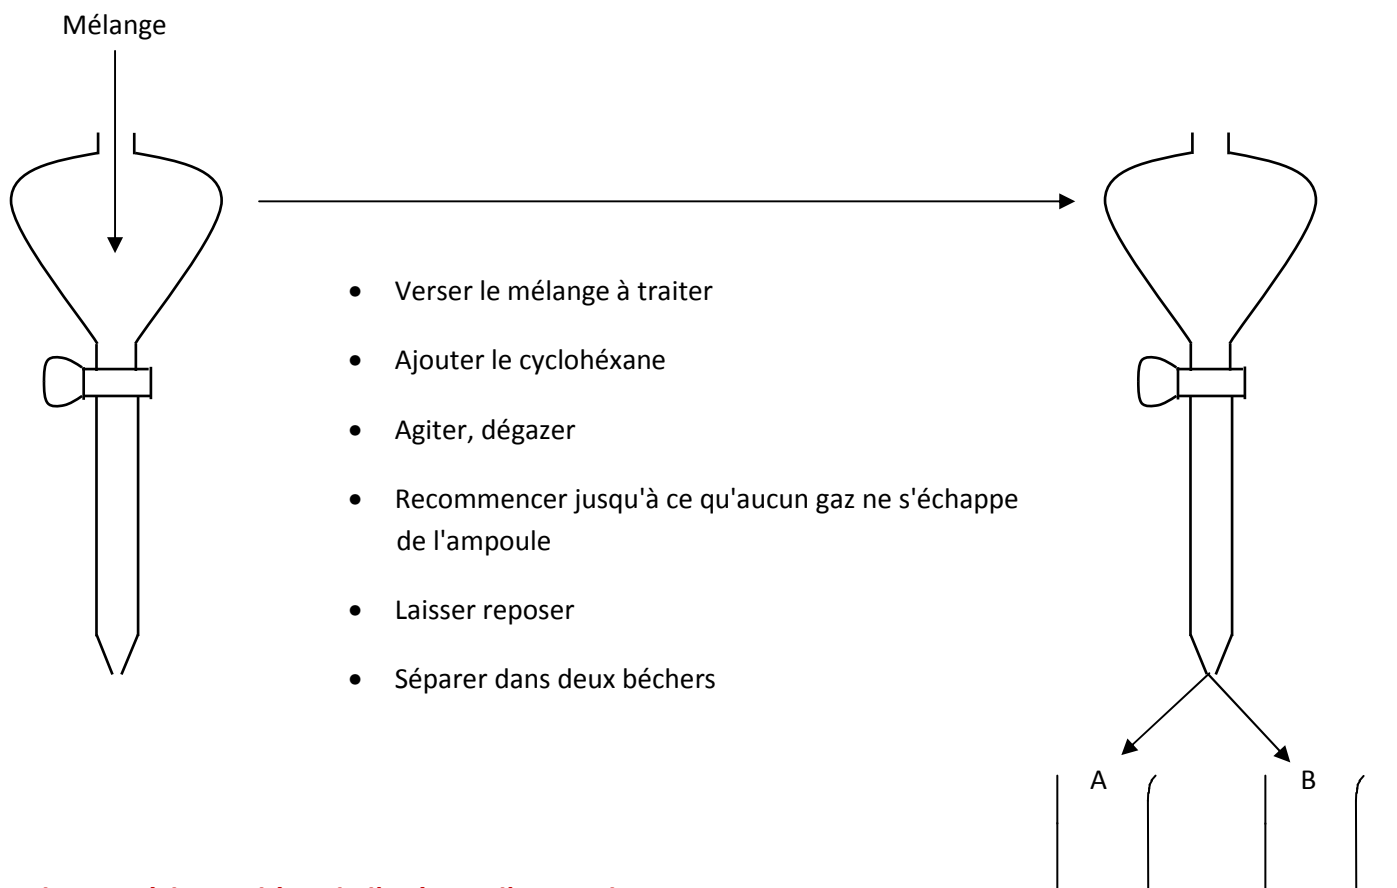 Mélange
• Verser le mélange à traiter
• Ajouter le cyclohéxane
• Agiter, dégazer
• Recommencer jusqu'à ce qu'aucun gaz ne s'échappe
de l'ampoule
• Laisser reposer
• Séparer dans deux béchers
A B